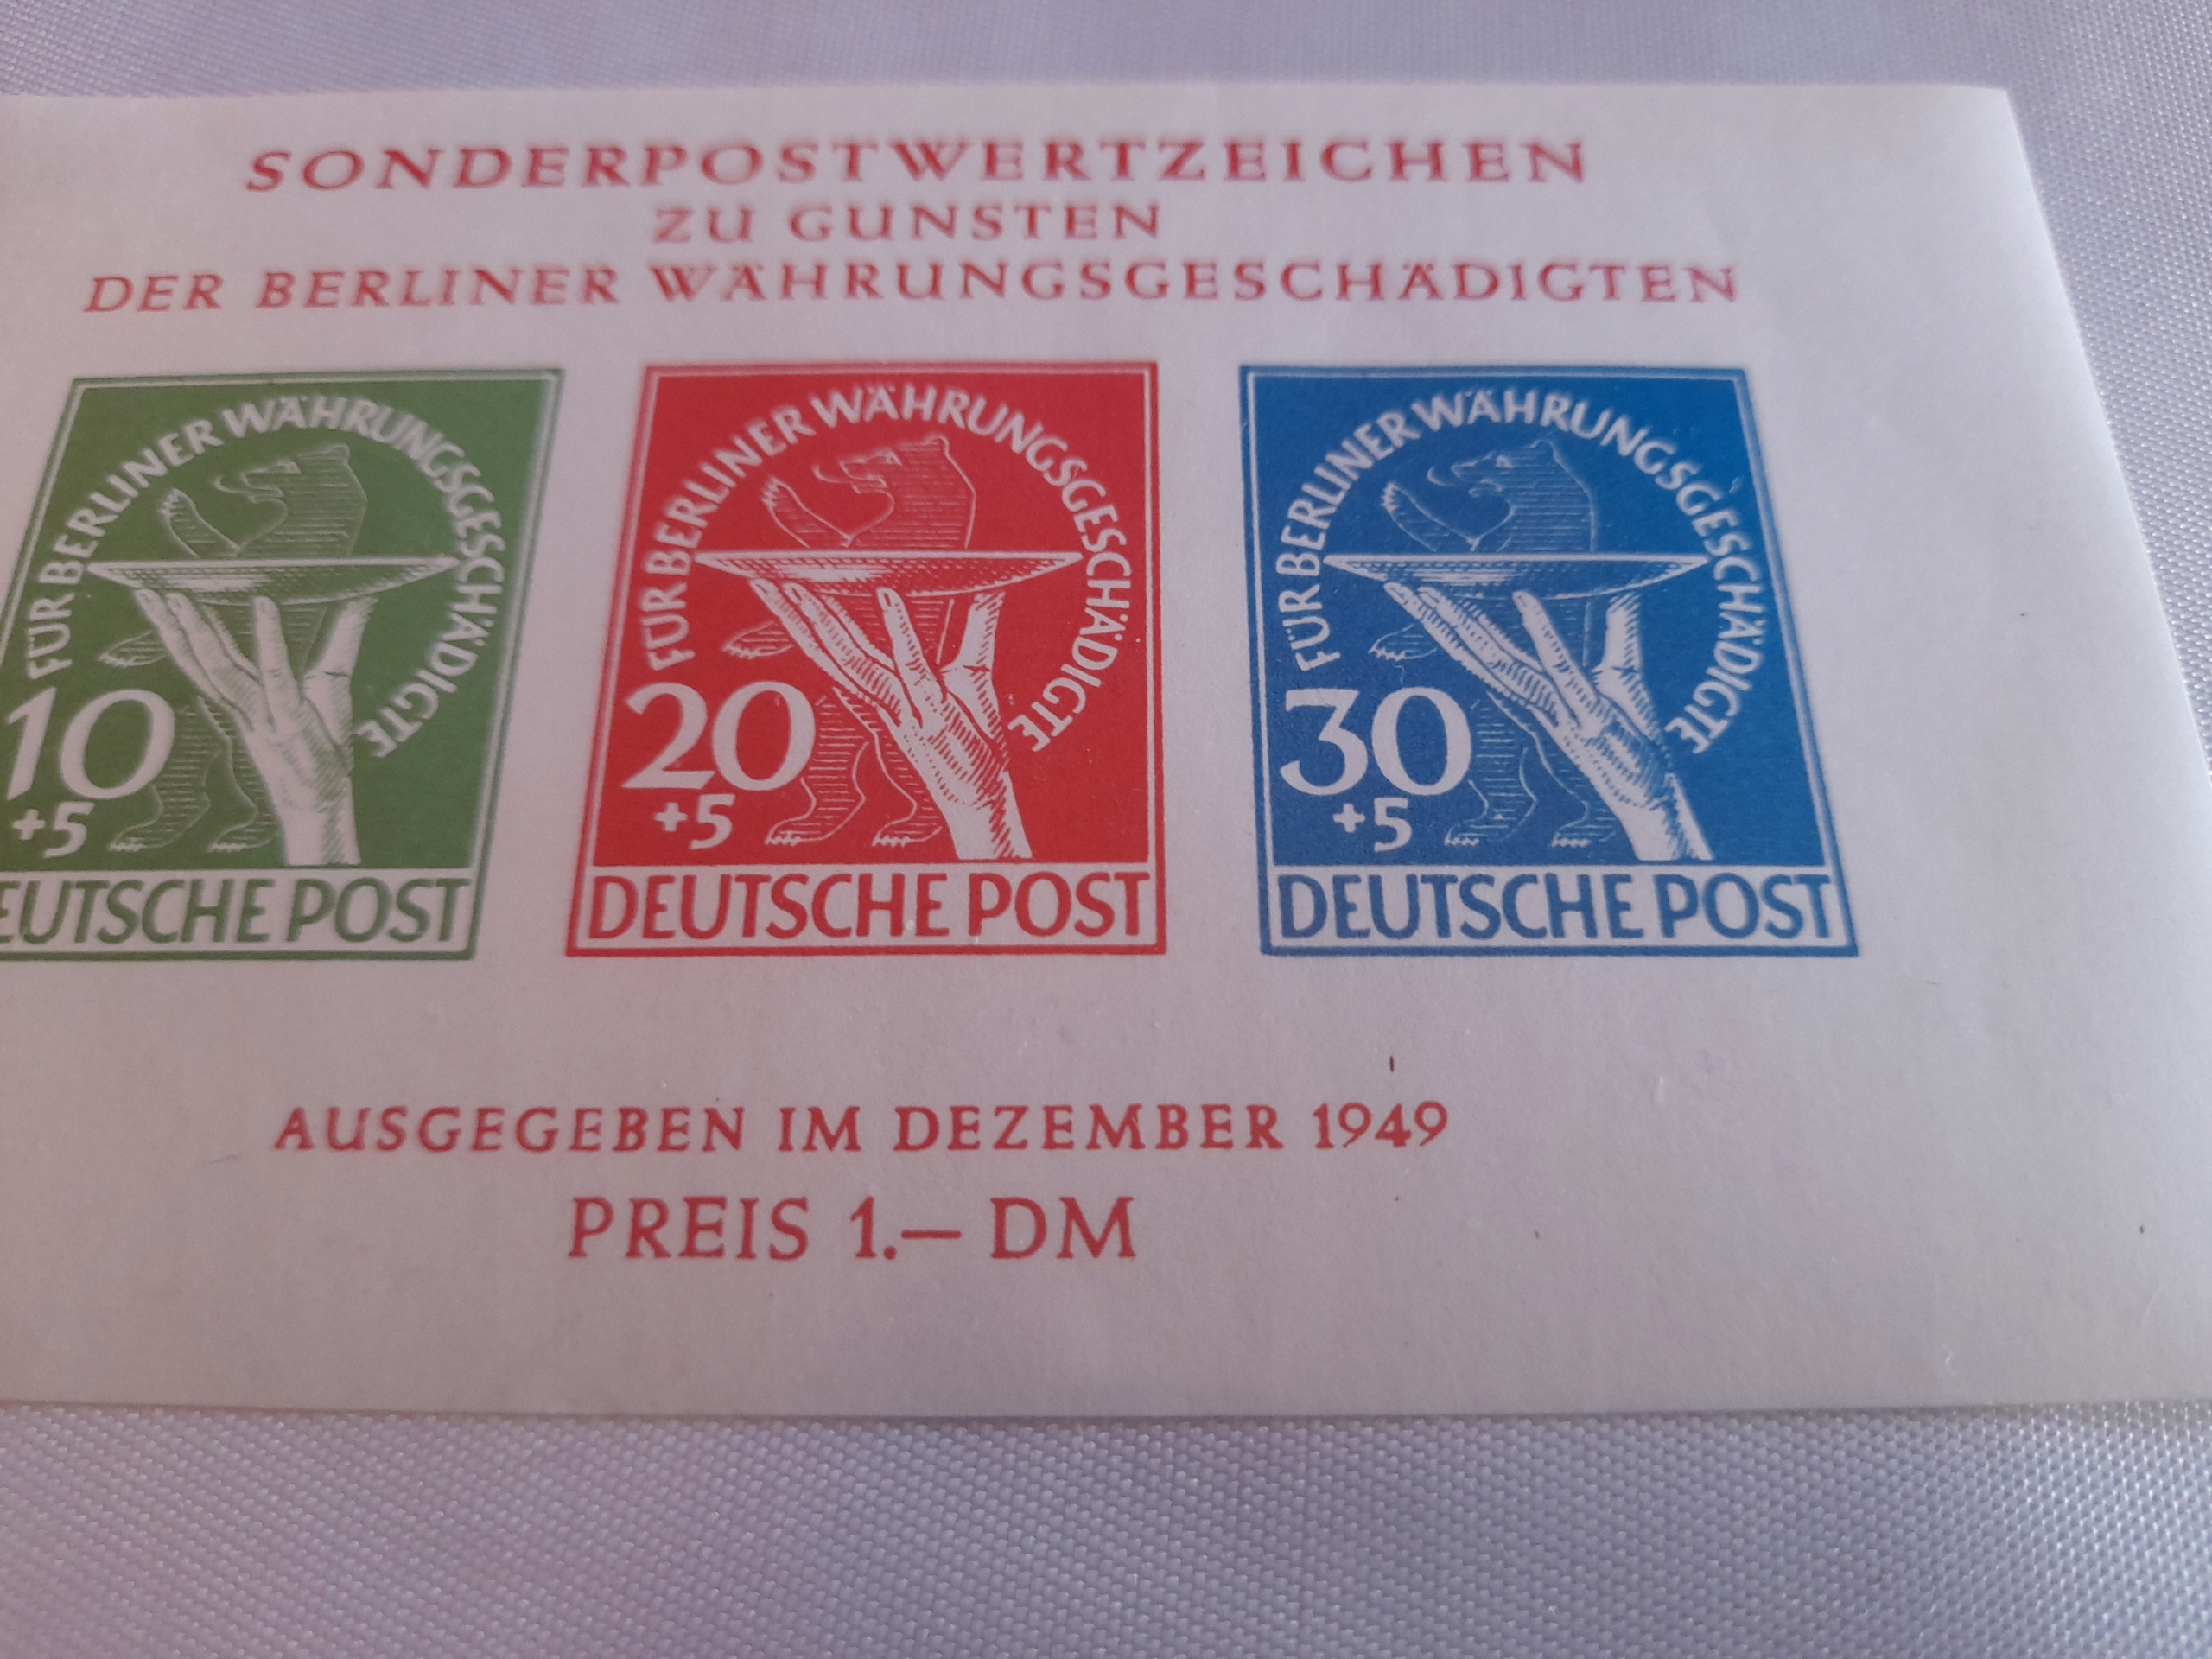 SONDERPOSTWERTZEICHEN
ZU GUNSTEN
DER BERLINER WÄHRUNGSGESCHÄDIGTEN
FÜR BERLINER WÄHRUNGSGESCHÄDIGTE
10
+5
EUTSCHE POST
FÜR BERLINER WÄHRUNGSGESCHÄDIGTE
20
+5
DEUTSCHE POST
FÜR BERLINER WÄHRUNGSGESCHÄDIGTE
30
+5
DEUTSCHE POST
AUSGEGEBEN IM DEZEMBER 1949
PREIS 1.— DM